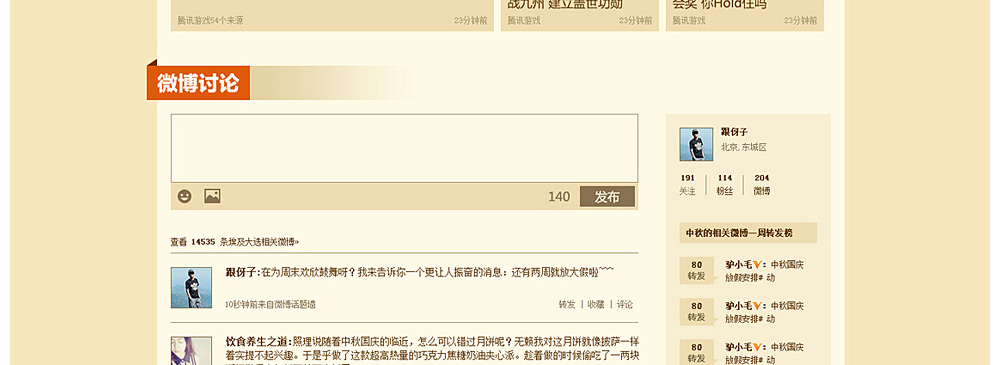 战九州 建立盖世功勋
会奖 你Hold住吗
腾讯游戏54个来源
23分钟前
腾讯游戏
23分钟前
腾讯游戏
23分钟前
微博讨论
140
发布
查看 14535 条埃及大选相关微博»
跟伢子:在为周末欢欣鼓舞呀？我来告诉你一个更让人振奋的消息：还有两周就放大假啦~~~
10秒钟前来自微博话题墙
转发 | 收藏 | 评论
饮食养生之道:照理说随着中秋国庆的临近，怎么可以错过月饼呢？无赖我对这月饼就像披萨一样
着实提不起兴趣。于是乎做了这款超高热量的巧克力焦糖奶油夹心派。趁着做的时候偷吃了一两块
跟伢子
北京,东城区
191 114 204
关注 粉丝 微博
中秋的相关微博一周转发榜
80
转发
驴小毛：中秋国庆
放假安排# 动
80
转发
驴小毛：中秋国庆
放假安排# 动
80
转发
驴小毛：中秋国庆
放假安排# 动